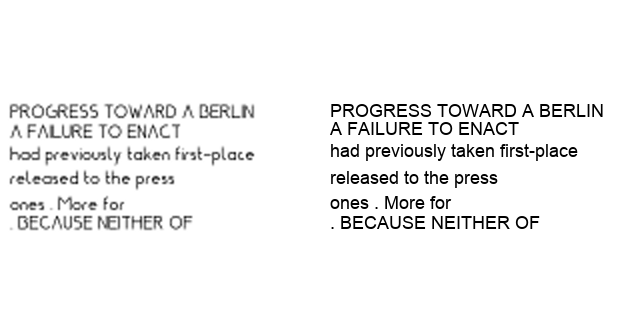 PROGRESS TOWARD A BERLIN
A FAILURE TO ENACT
had previously taken first-place
released to the press
ones . More for
. BECAUSE NEITHER OF
PROGRESS TOWARD A BERLIN
A FAILURE TO ENACT
had previously taken first-place
released to the press
ones . More for
. BECAUSE NEITHER OF